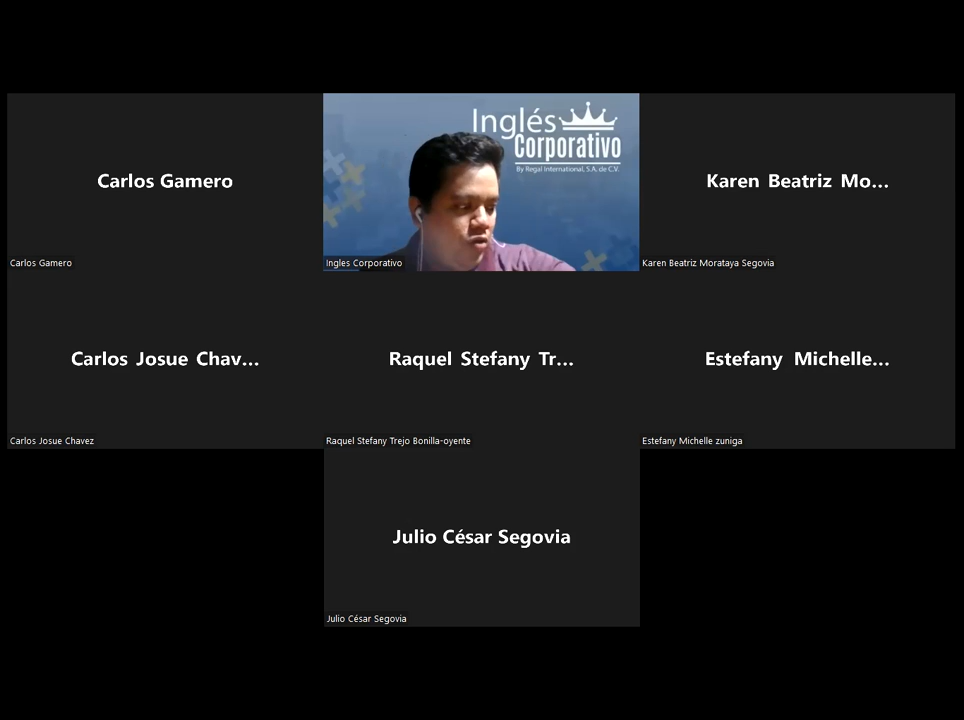 Carlos Gamero
Carlos Gamero
Inglés
Corporativo
By Regal International, S.A. de C.V.
Ingles Corporativo
Karen Beatriz Mo...
Karen Beatriz Morataya Segovia
Carlos Josue Chav...
Carlos Josue Chavez
Raquel Stefany Tr...
Raquel Stefany Trejo Bonilla-oyente
Estefany Michelle...
Estefany Michelle zuniga
Julio César Segovia
Julio César Segovia